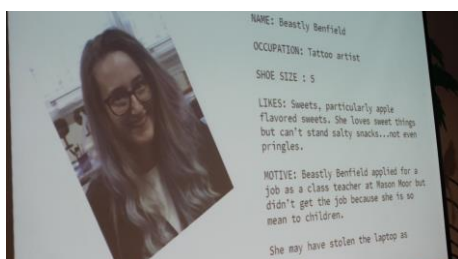 NAME: Beastly Benfield
OCCUPATION: Tattoo artist
SHOE SIZE : 5
LIKES: Sweets, particularly apple
flavored sweets. She loves sweet things
but can't stand salty snacks...not even
pringles.
MOTIVE: Beastly Benfield applied for a
job as a class teacher at Mason Moor but
didn't get the job because she is so
mean to children.
She may have stolen the laptop as